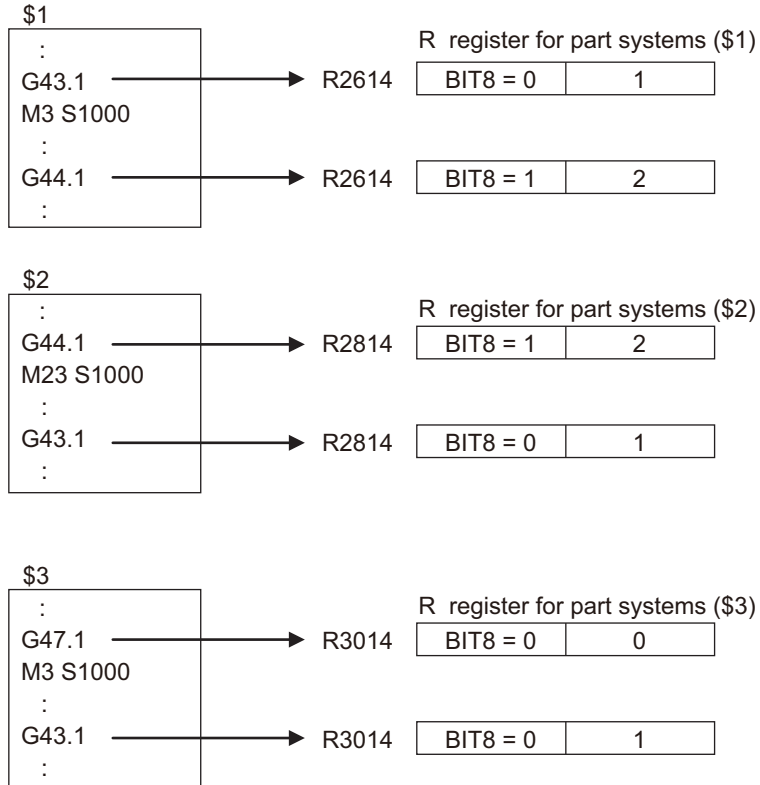 $1
R register for part systems ($1)
:
G43.1 R2614 BIT8 = 0 1
M3 S1000
:
G44.1 R2614 BIT8 = 1 2
:
$2
R register for part systems ($2)
:
G44.1 R2814 BIT8 = 1 2
M23 S1000
:
G43.1 R2814 BIT8 = 0 1
:
$3
R register for part systems ($3)
:
G47.1 R3014 BIT8 = 0 0
M3 S1000
:
G43.1 R3014 BIT8 = 0 1
: